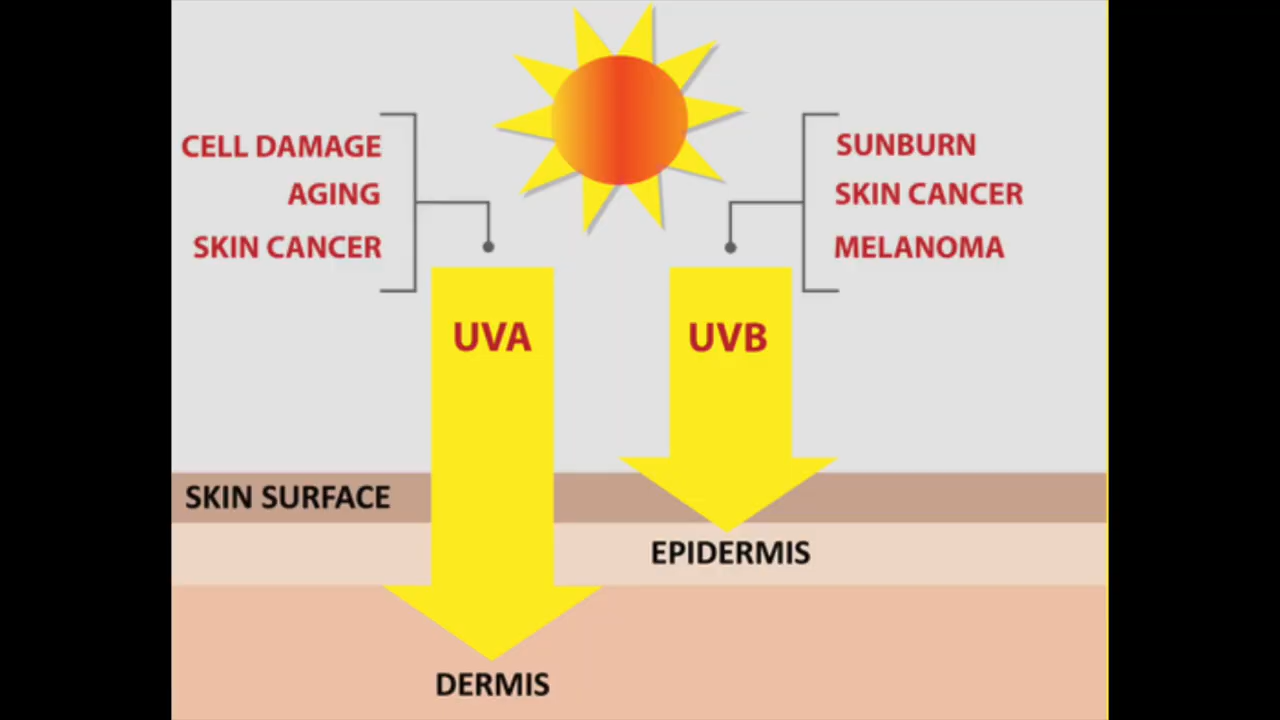 CELL DAMAGE
AGING
SKIN CANCER
SUNBURN
SKIN CANCER
MELANOMA
UVA
UVB
SKIN SURFACE
EPIDERMIS
DERMIS